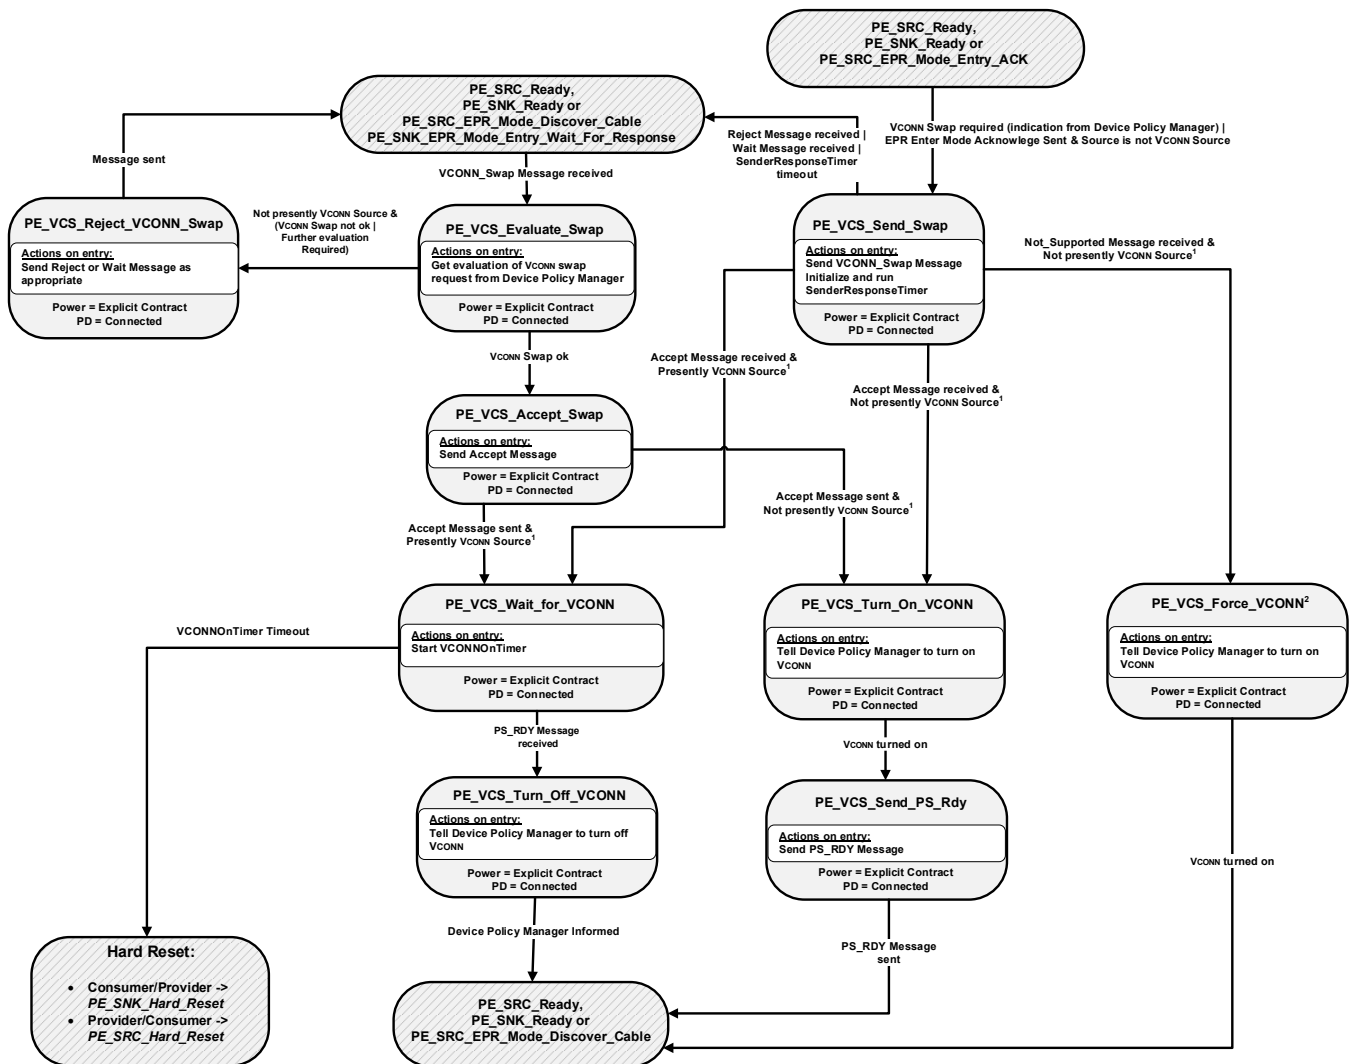 PE_SRC_Ready,
PE_SNK_Ready or
PE_SRC_EPR_Mode_Entry_ACK
PE_SRC_Ready,
PE_SNK_Ready or
PE_SRC_EPR_Mode_Discover_Cable
PE_SNK_EPR_Mode_Entry_Wait_For_Response
Message sent
VCONN_Swap Message received
Reject Message received |
Wait Message received |
SenderResponseTimer
timeout
VCONN Swap required (indication from Device Policy Manager) |
EPR Enter Mode Acknowlege Sent & Source is not VCONN Source
PE_VCS_Reject_VCONN_Swap
Actions on entry:
Send Reject or Wait Message as
appropriate
Power = Explicit Contract
PD = Connected
Not presently VCONN Source &
(VCONN Swap not ok |
Further evaluation
Required)
PE_VCS_Evaluate_Swap
Actions on entry:
Get evaluation of VCONN swap
request from Device Policy Manager
Power = Explicit Contract
PD = Connected
PE_VCS_Send_Swap
Actions on entry:
Send VCONN_Swap Message
Initialize and run
SenderResponseTimer
Power = Explicit Contract
PD = Connected
Not_Supported Message received &
Not presently VCONN Source¹
VCONN Swap ok
Accept Message received &
Presently VCONN Source¹
Accept Message received &
Not presently VCONN Source¹
PE_VCS_Accept_Swap
Actions on entry:
Send Accept Message
Power = Explicit Contract
PD = Connected
Accept Message sent &
Not presently VCONN Source¹
Accept Message sent &
Presently VCONN Source¹
VCONNOnTimer Timeout
PE_VCS_Wait_for_VCONN
Actions on entry:
Start VCONNOnTimer
Power = Explicit Contract
PD = Connected
PE_VCS_Turn_On_VCONN
Actions on entry:
Tell Device Policy Manager to turn on
VCONN
Power = Explicit Contract
PD = Connected
PE_VCS_Force_VCONN²
Actions on entry:
Tell Device Policy Manager to turn on
VCONN
Power = Explicit Contract
PD = Connected
PS_RDY Message
received
VCONN turned on
PE_VCS_Turn_Off_VCONN
Actions on entry:
Tell Device Policy Manager to turn off
VCONN
Power = Explicit Contract
PD = Connected
PE_VCS_Send_PS_Rdy
Actions on entry:
Send PS_RDY Message
Power = Explicit Contract
PD = Connected
VCONN turned on
Device Policy Manager Informed
PS_RDY Message
sent
Hard Reset:
• Consumer/Provider ->
PE_SNK_Hard_Reset
• Provider/Consumer ->
PE_SRC_Hard_Reset
PE_SRC_Ready,
PE_SNK_Ready or
PE_SRC_EPR_Mode_Discover_Cable